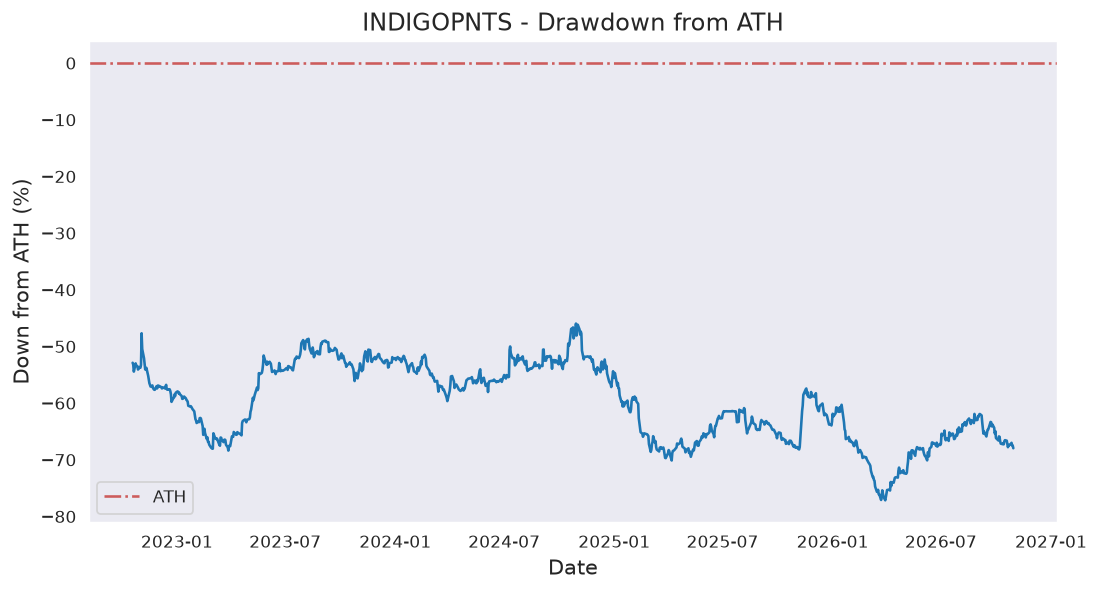 INDIGOPNTS - Drawdown from ATH
Down from ATH (%)
0
−10
−20
−30
−40
−50
−60
−70
−80
ATH
2023-01 2023-07 2024-01 2024-07 2025-01 2025-07 2026-01 2026-07 2027-01
Date